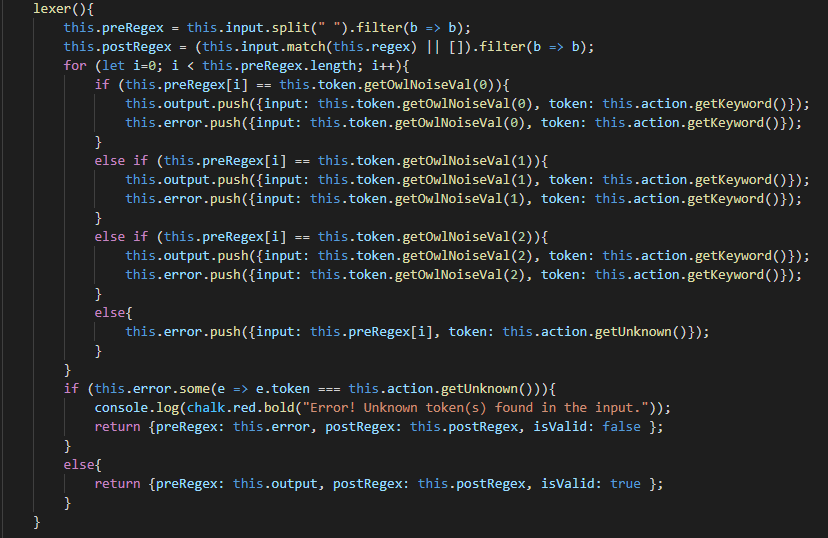 lexer(){
    this.preRegex = this.input.split(" ").filter(b => b);
    this.postRegex = (this.input.match(this.regex) || []).filter(b => b);
    for (let i=0; i < this.preRegex.length; i++){
        if (this.preRegex[i] == this.token.getOwlNoiseVal(0)){
            this.output.push({input: this.token.getOwlNoiseVal(0), token: this.action.getKeyword()});
            this.error.push({input: this.token.getOwlNoiseVal(0), token: this.action.getKeyword()});
        }
        else if (this.preRegex[i] == this.token.getOwlNoiseVal(1)){
            this.output.push({input: this.token.getOwlNoiseVal(1), token: this.action.getKeyword()});
            this.error.push({input: this.token.getOwlNoiseVal(1), token: this.action.getKeyword()});
        }
        else if (this.preRegex[i] == this.token.getOwlNoiseVal(2)){
            this.output.push({input: this.token.getOwlNoiseVal(2), token: this.action.getKeyword()});
            this.error.push({input: this.token.getOwlNoiseVal(2), token: this.action.getKeyword()});
        }
        else{
            this.error.push({input: this.preRegex[i], token: this.action.getUnknown()});
        }
    }
    if (this.error.some(e => e.token === this.action.getUnknown())){
        console.log(chalk.red.bold("Error! Unknown token(s) found in the input."));
        return {preRegex: this.error, postRegex: this.postRegex, isValid: false };
    }
    else{
        return {preRegex: this.output, postRegex: this.postRegex, isValid: true };
    }
}